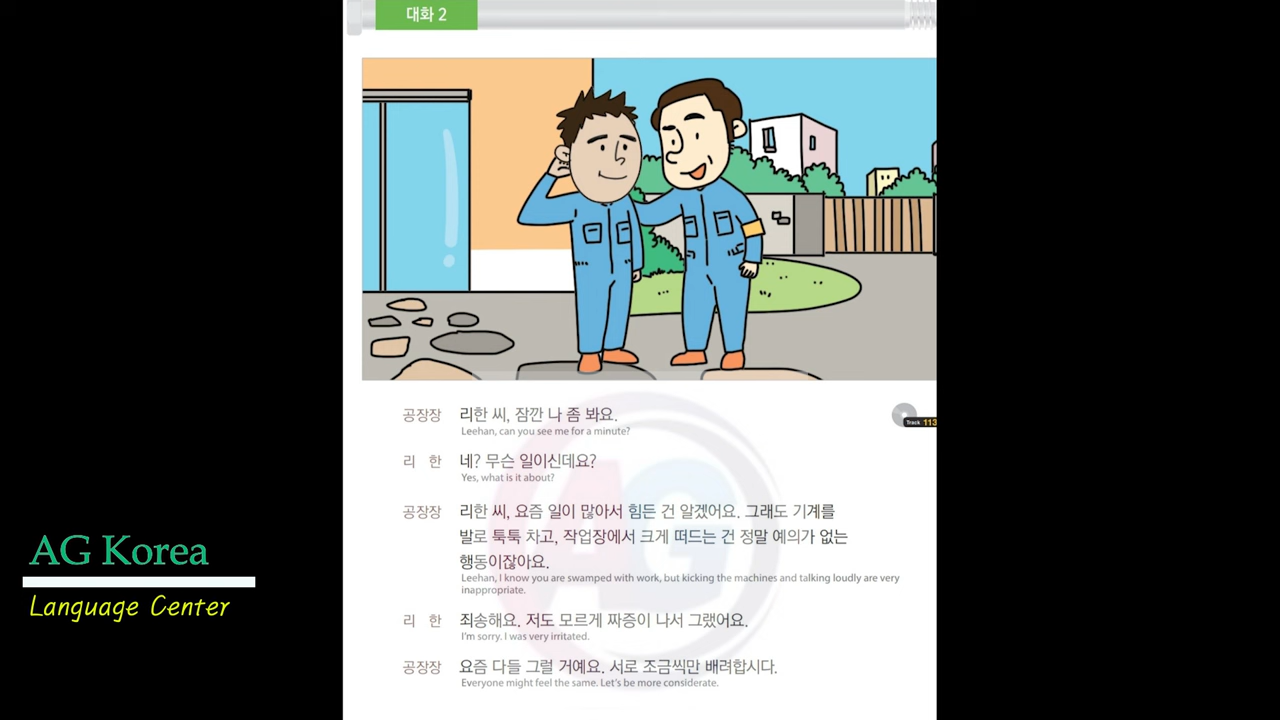 대화 2
공장장 리한 씨, 잠깐 나 좀 봐요.
Leehan, can you see me for a minute?
Track 113
리 한 네? 무슨 일이신데요?
Yes, what is it about?
공장장 리한 씨, 요즘 일이 많아서 힘든 건 알겠어요. 그래도 기계를
발로 툭툭 차고, 작업장에서 크게 떠드는 건 정말 예의가 없는
행동이잖아요.
Leehan, I know you are swamped with work, but kicking the machines and talking loudly are very
inappropriate.
리 한 죄송해요. 저도 모르게 짜증이 나서 그랬어요.
I'm sorry. I was very irritated.
공장장 요즘 다들 그럴 거예요. 서로 조금씩만 배려합시다.
Everyone might feel the same. Let's be more considerate.
AG
AG Korea
Language Center